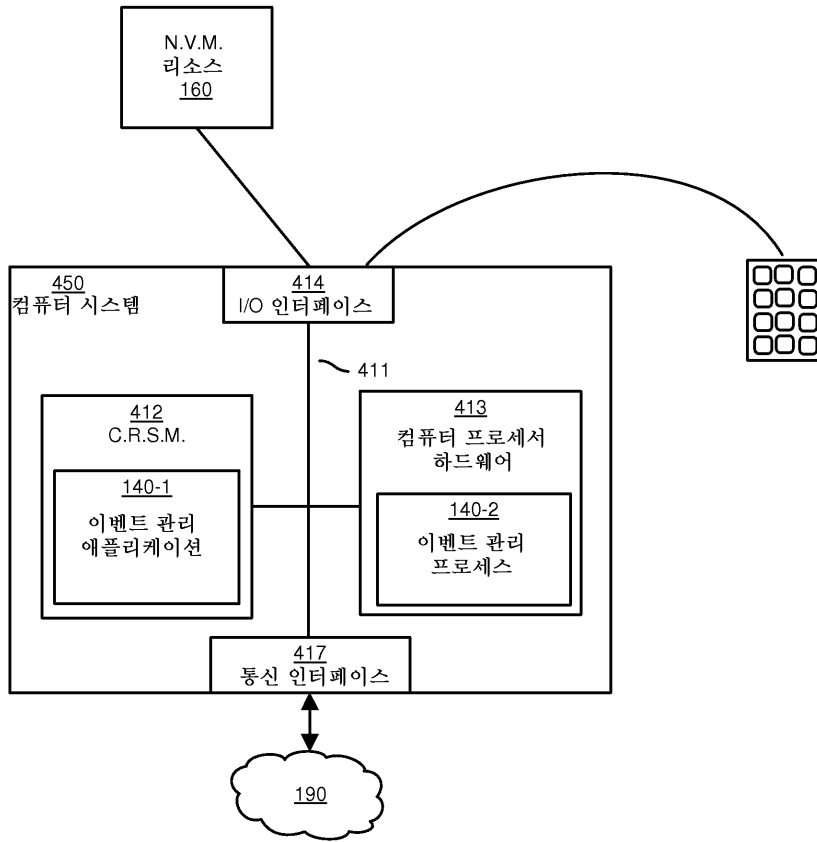 N.V.M.
리소스
160
450
컴퓨터 시스템
414
I/O 인터페이스
411
412
C.R.S.M.
140-1
이벤트 관리
애플리케이션
413
컴퓨터 프로세서
하드웨어
140-2
이벤트 관리
프로세스
417
통신 인터페이스
190